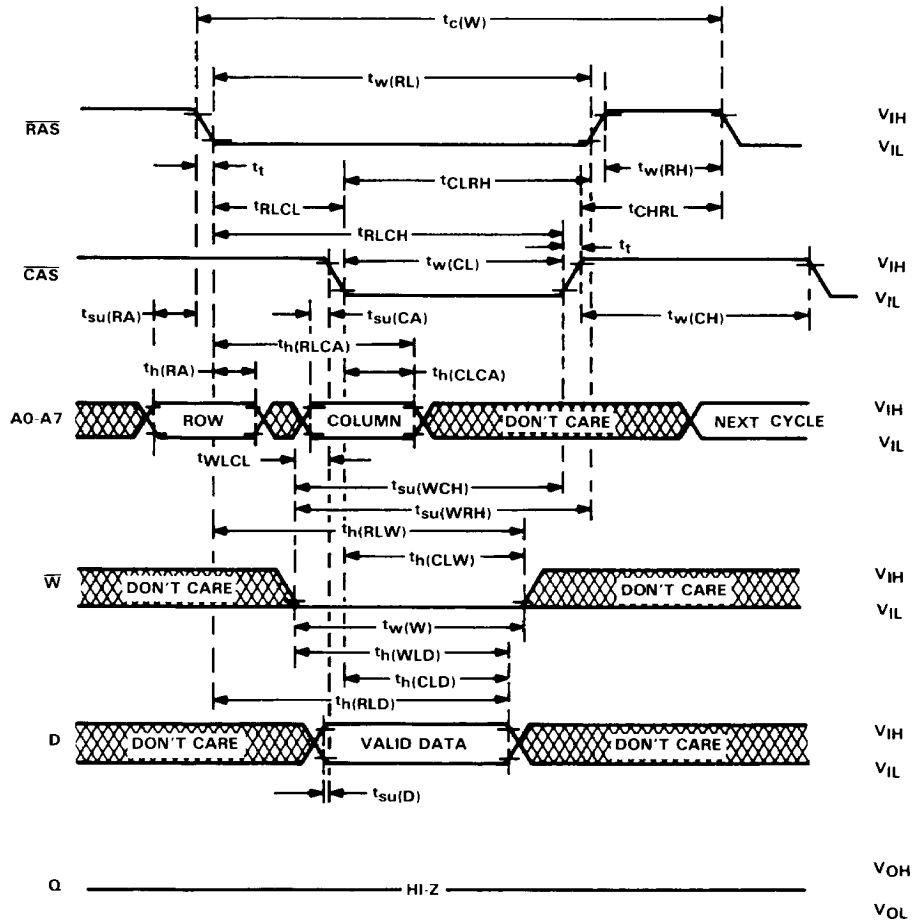 tc(W)
tw(RL)
RAS
VIH
VIL
tt
tCLRH
tw(RH)
tRLCL
tCHRL
tRLCH
tt
CAS
tw(CL)
VIH
VIL
tsu(RA)
tsu(CA)
tw(CH)
th(RLCA)
th(RA)
th(CLCA)
A0-A7
ROW
COLUMN
DON'T CARE
NEXT CYCLE
VIH
VIL
tWLCL
tsu(WCH)
tsu(WRH)
th(RLW)
th(CLW)
W
DON'T CARE
DON'T CARE
VIH
VIL
tw(W)
th(WLD)
th(CLD)
th(RLD)
D
DON'T CARE
VALID DATA
DON'T CARE
VIH
VIL
tsu(D)
Q
HI-Z
VOH
VOL